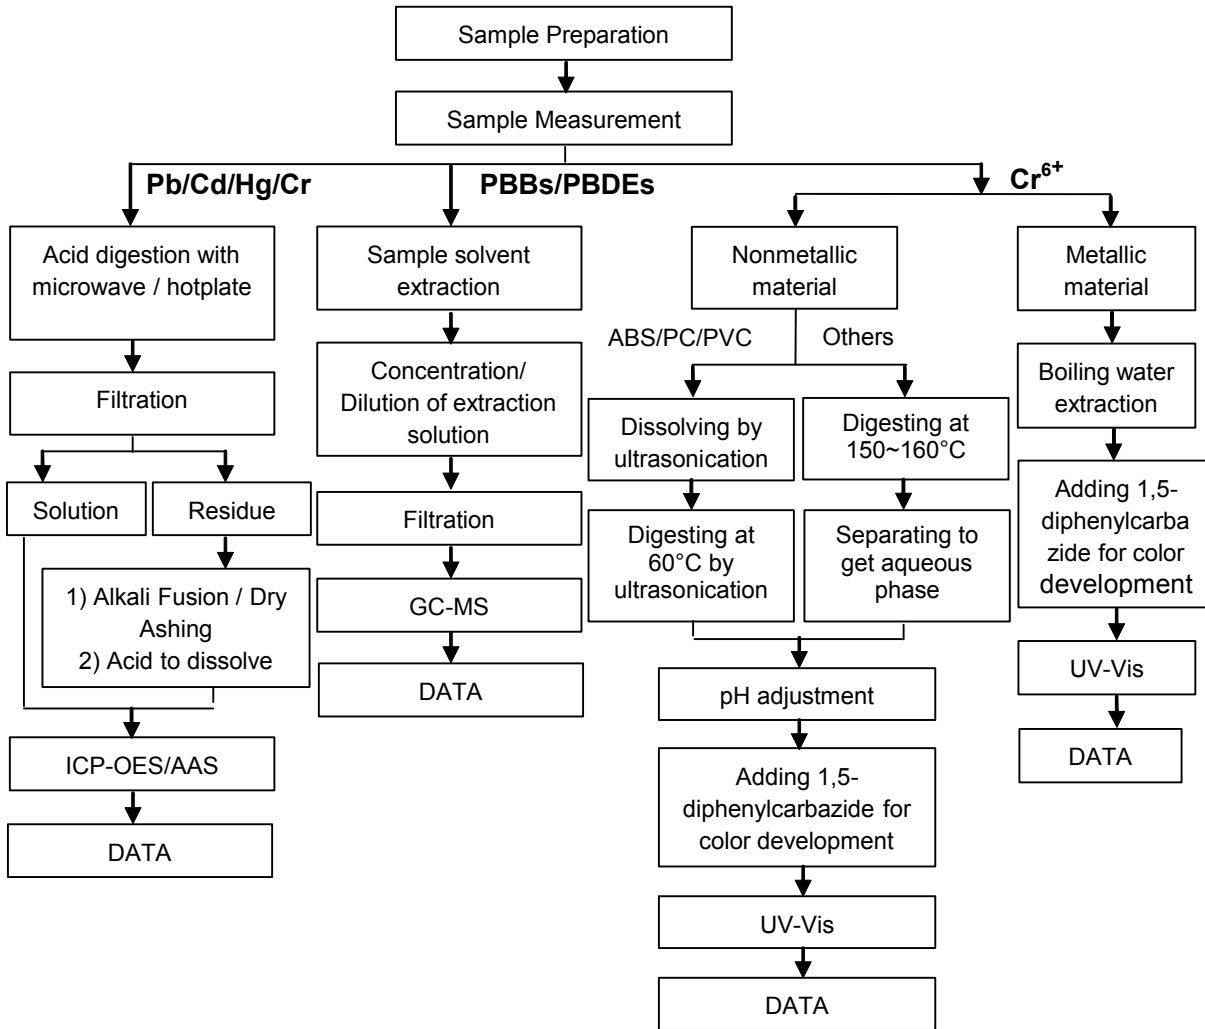 Sample Preparation
Sample Measurement
Pb/Cd/Hg/Cr
PBBs/PBDEs
Cr⁶⁺
Acid digestion with
microwave / hotplate
Filtration
Solution
Residue
1) Alkali Fusion / Dry
Ashing
2) Acid to dissolve
ICP-OES/AAS
DATA
Sample solvent
extraction
Concentration/
Dilution of extraction
solution
Filtration
GC-MS
DATA
Nonmetallic
material
ABS/PC/PVC
Others
Dissolving by
ultrasonication
Digesting at
60°C by
ultrasonication
Digesting at
150~160°C
Separating to
get aqueous
phase
pH adjustment
Adding 1,5-
diphenylcarbazide for
color development
UV-Vis
DATA
Metallic
material
Boiling water
extraction
Adding 1,5-
diphenylcarba
zide for color
development
UV-Vis
DATA